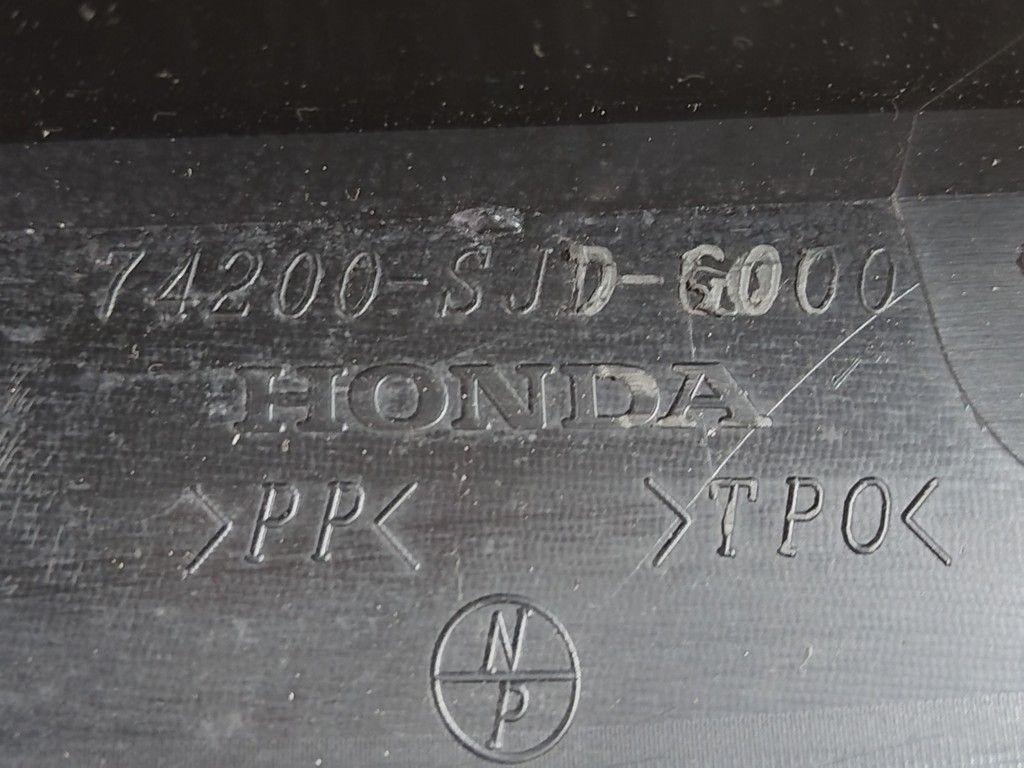 74200-SJD-G000
HONDA
>PP< >TPO<
N
P